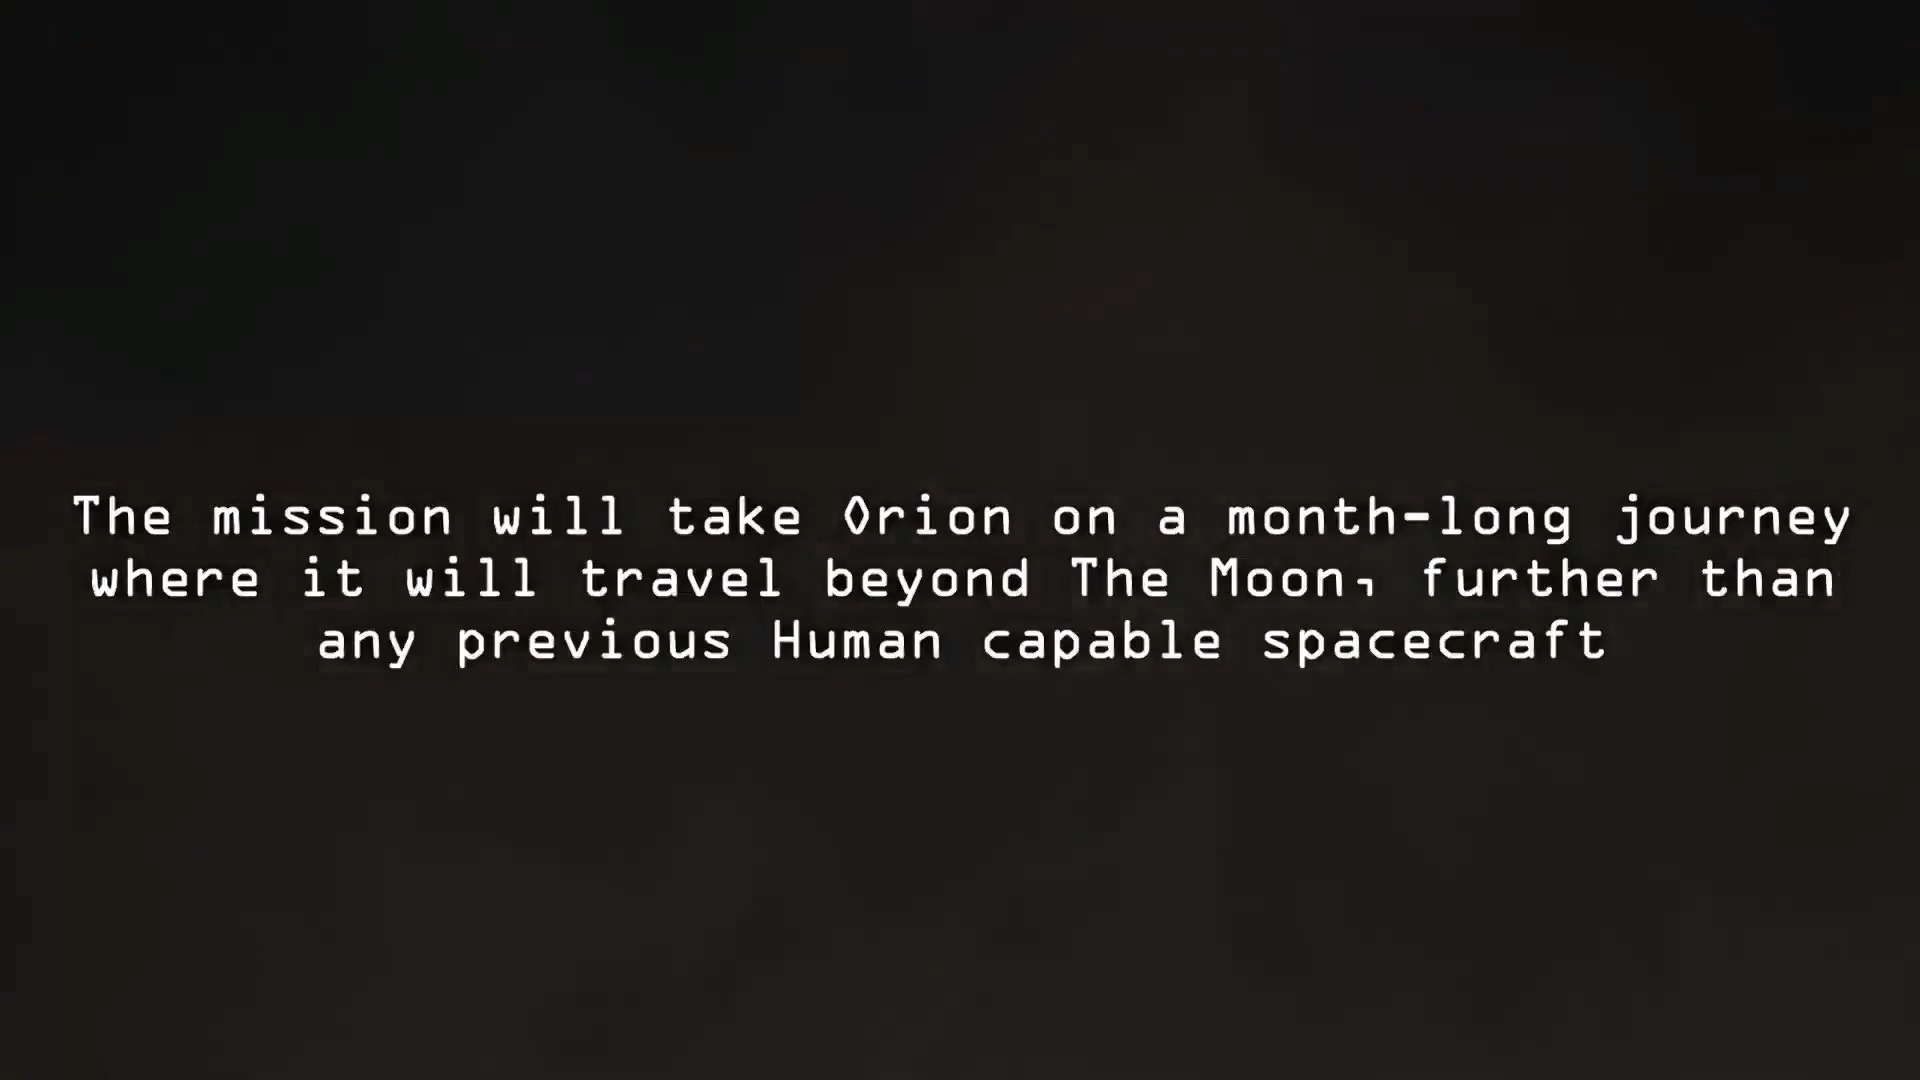 The mission will take Orion on a month-long journey
where it will travel beyond The Moon, further than
any previous Human capable spacecraft